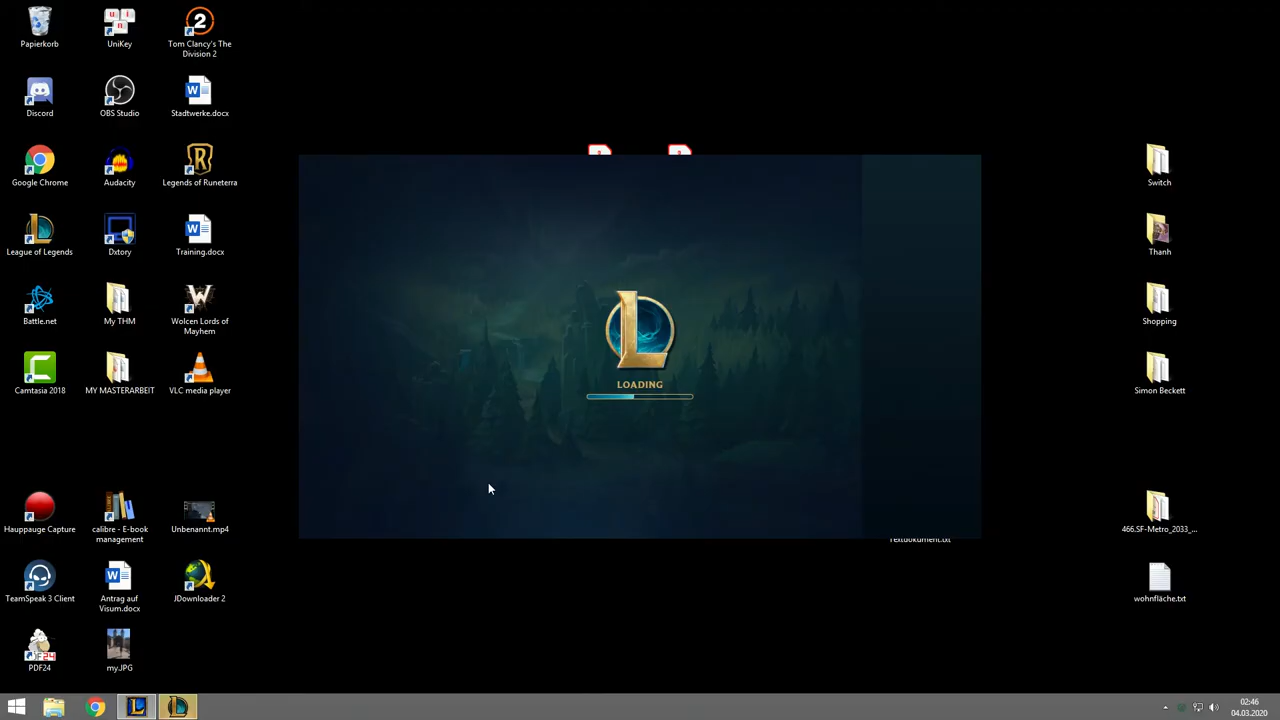 Papierkorb
UniKey
Tom Clancy's The
Division 2
Discord
OBS Studio
Stadtwerke.docx
Google Chrome
Audacity
Legends of Runeterra
Switch
League of Legends
Dxtory
Training.docx
Thanh
Battle.net
My THM
Wolcen Lords of
Mayhem
Shopping
LOADING
Camtasia 2018
MY MASTERARBEIT
VLC media player
Simon Beckett
Hauppauge Capture
calibre - E-book
management
Unbenannt.mp4
466.SF-Metro_2033_...
TeamSpeak 3 Client
Antrag auf
Visum.docx
JDownloader 2
wohnfläche.txt
PDF24
my.JPG
02:46
04.03.2020